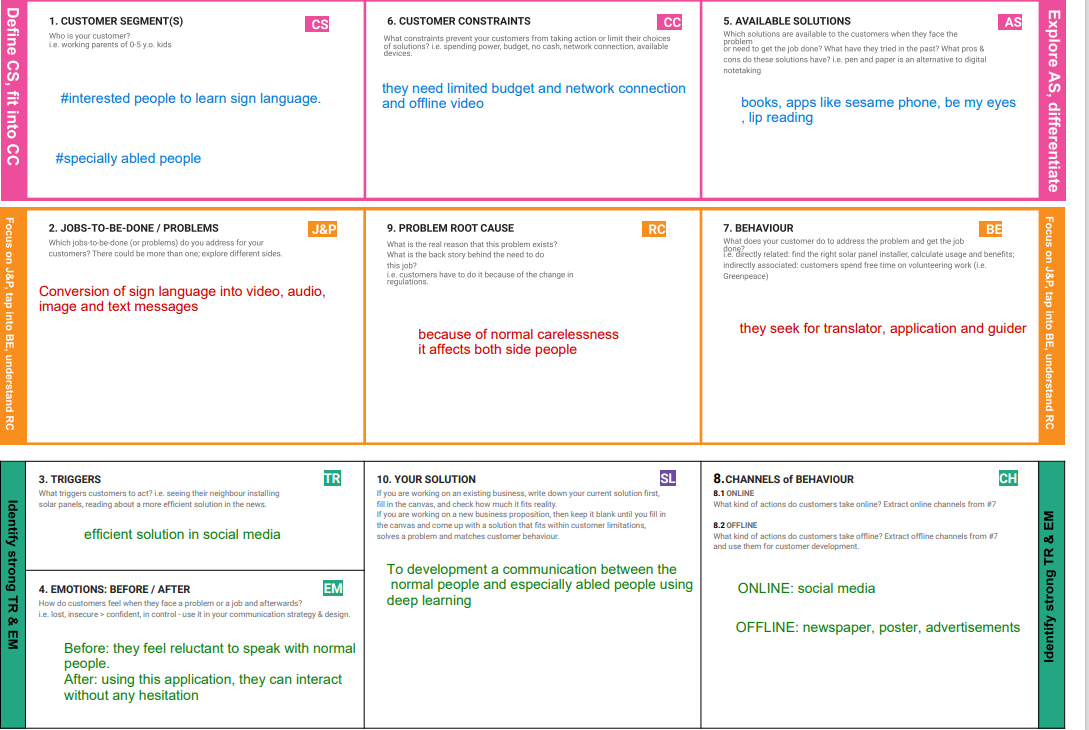 Define CS, fit into CC
1. CUSTOMER SEGMENT(S)
CS
Who is your customer?
i.e. working parents of 0-5 y.o. kids
#interested people to learn sign language.
#specially abled people
6. CUSTOMER CONSTRAINTS
CC
What constraints prevent your customers from taking action or limit their choices
of solutions? i.e. spending power, budget, no cash, network connection, available
devices.
they need limited budget and network connection
and offline video
5. AVAILABLE SOLUTIONS
AS
Which solutions are available to the customers when they face the
problem
or need to get the job done? What have they tried in the past? What pros &
cons do these solutions have? i.e. pen and paper is an alternative to digital
notetaking
books, apps like sesame phone, be my eyes
, lip reading
Explore AS, differentiate
Focus on J&P, tap into BE, understand RC
2. JOBS-TO-BE-DONE / PROBLEMS
J&P
Which jobs-to-be-done (or problems) do you address for your
customers? There could be more than one; explore different sides.
Conversion of sign language into video, audio,
image and text messages
9. PROBLEM ROOT CAUSE
RC
What is the real reason that this problem exists?
What is the back story behind the need to do
this job?
i.e. customers have to do it because of the change in
regulations.
because of normal carelessness
it affects both side people
7. BEHAVIOUR
BE
What does your customer do to address the problem and get the job
done?
i.e. directly related: find the right solar panel installer, calculate usage and benefits;
indirectly associated: customers spend free time on volunteering work (i.e.
Greenpeace)
they seek for translator, application and guider
Focus on J&P, tap into BE, understand RC
Identify strong TR & EM
3. TRIGGERS
TR
What triggers customers to act? i.e. seeing their neighbour installing
solar panels, reading about a more efficient solution in the news.
efficient solution in social media
4. EMOTIONS: BEFORE / AFTER
EM
How do customers feel when they face a problem or a job and afterwards?
i.e. lost, insecure > confident, in control - use it in your communication strategy & design.
Before: they feel reluctant to speak with normal
people.
After: using this application, they can interact
without any hesitation
10. YOUR SOLUTION
SL
If you are working on an existing business, write down your current solution first,
fill in the canvas, and check how much it fits reality.
If you are working on a new business proposition, then keep it blank until you fill in
the canvas and come up with a solution that fits within customer limitations,
solves a problem and matches customer behaviour.
To development a communication between the
normal people and especially abled people using
deep learning
8.CHANNELS of BEHAVIOUR
CH
8.1 ONLINE
What kind of actions do customers take online? Extract online channels from #7
8.2 OFFLINE
What kind of actions do customers take offline? Extract offline channels from #7
and use them for customer development.
ONLINE: social media
OFFLINE: newspaper, poster, advertisements
Identify strong TR & EM